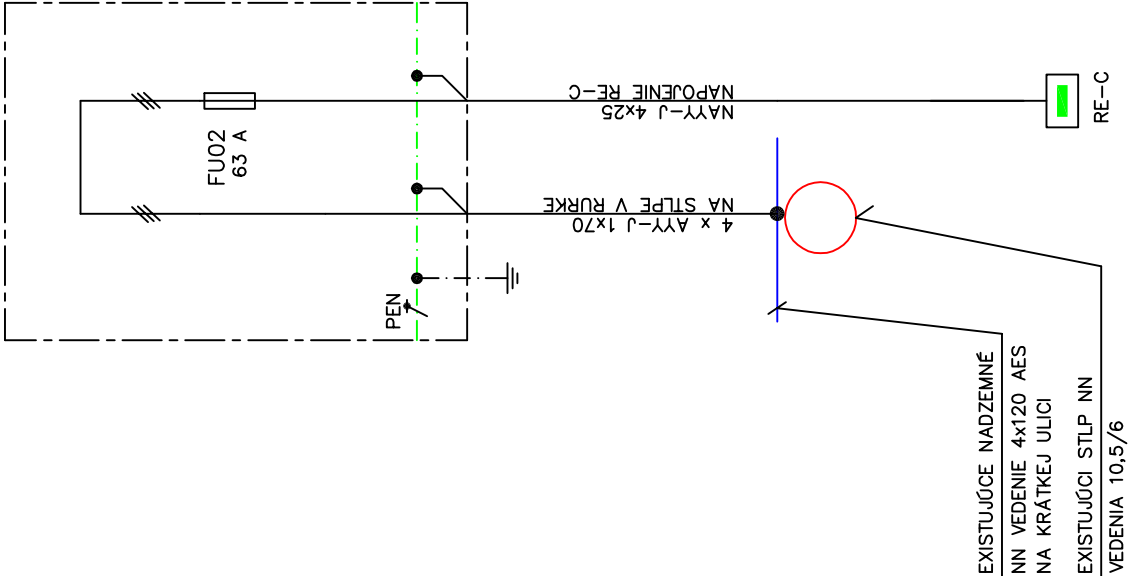 FU02
63 A
PEN
NAYY-J 4x25
NAPOJENIE RE-C
4 x AYY-J 1x70
NA STLPE V RURKE
RE-C
EXISTUJÚCE NADZEMNÉ
NN VEDENIE 4x120 AES
NA KRÁTKEJ ULICI
EXISTUJÚCI STLP NN
VEDENIA 10,5/6